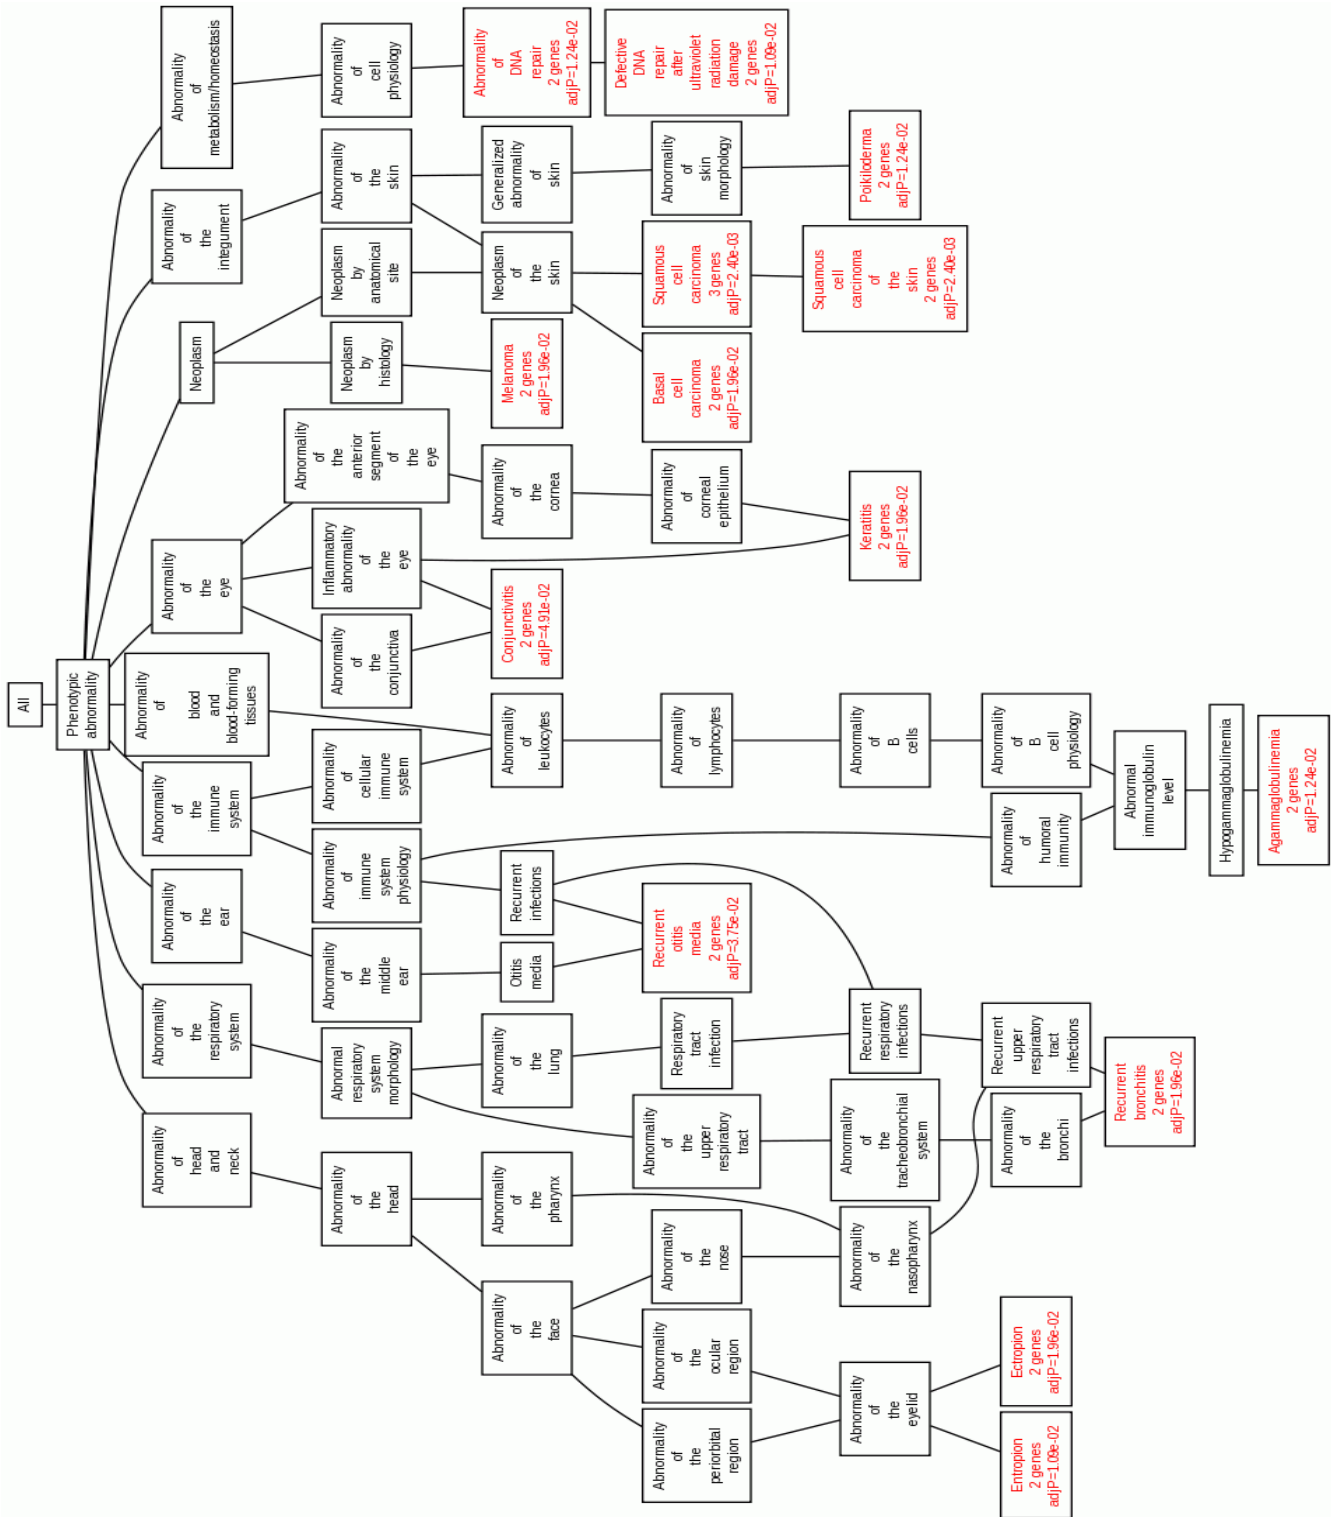 All
Phenotypic
abnormality
Abnormality
of
head and
neck
Abnormality
of
the
respiratory
system
Abnormality
of
the
ear
Abnormality
of
the
immune
system
Abnormality
of
blood
and
blood-forming
tissues
Abnormality
of
the
eye
Neoplasm
Abnormality
of
the
integument
Abnormality
of
metabolism/homeostasis
Abnormality
of
the
head
Abnormal
respiratory
system
morphology
Abnormality
of
the
middle
ear
Abnormality
of
immune
system
physiology
Abnormality
of
cellular
immune
system
Abnormality
of
the
conjunctiva
Inflammatory
abnormality
of
the
eye
Abnormality
of
the
anterior
segment
of the
eye
Neoplasm
by
histology
Neoplasm
by
anatomical
site
Abnormality
of
the
skin
Abnormality
of
cell
physiology
Abnormality
of
the
face
Abnormality
of
the
pharynx
Abnormality
of
the
lung
Otitis
media
Recurrent
infections
Abnormality
of
leukocytes
Conjunctivitis
2 genes
adjP=4.91e-02
Abnormality
of
the
cornea
Melanoma
2 genes
adjP=1.96e-02
Neoplasm
of
the
skin
Generalized
abnormality
of
skin
Abnormality
of
DNA
repair
2 genes
adjP=1.24e-02
Defective
DNA
repair
after
ultraviolet
radiation
damage
2 genes
adjP=1.09e-02
Abnormality
of
the
periorbital
region
Abnormality
of
the
ocular
region
Abnormality
of
the
nose
Abnormality
of
the
upper
respiratory
tract
Respiratory
tract
infection
Recurrent
otitis
media
2 genes
adjP=3.75e-02
Abnormality
of
lymphocytes
Abnormality
of
corneal
epithelium
Basal
cell
carcinoma
2 genes
adjP=1.96e-02
Squamous
cell
carcinoma
3 genes
adjP=2.40e-03
Abnormality
of
skin
morphology
Abnormality
of
the
eyelid
Abnormality
of
the
nasopharynx
Abnormality
of
the
tracheobronchial
system
Recurrent
respiratory
infections
Abnormality
of
B
cells
Keratitis
2 genes
adjP=1.96e-02
Squamous
cell
carcinoma
of
the
skin
2 genes
adjP=2.40e-03
Poikiloderma
2 genes
adjP=1.24e-02
Entropion
2 genes
adjP=1.09e-02
Ectropion
2 genes
adjP=1.96e-02
Abnormality
of
the
bronchi
Recurrent
upper
respiratory
tract
infections
Abnormality
of
humoral
immunity
Abnormality
of B
cell
physiology
Recurrent
bronchitis
2 genes
adjP=1.96e-02
Abnormal
immunoglobulin
level
Hypogammaglobulinemia
Agammaglobulinemia
2 genes
adjP=1.24e-02